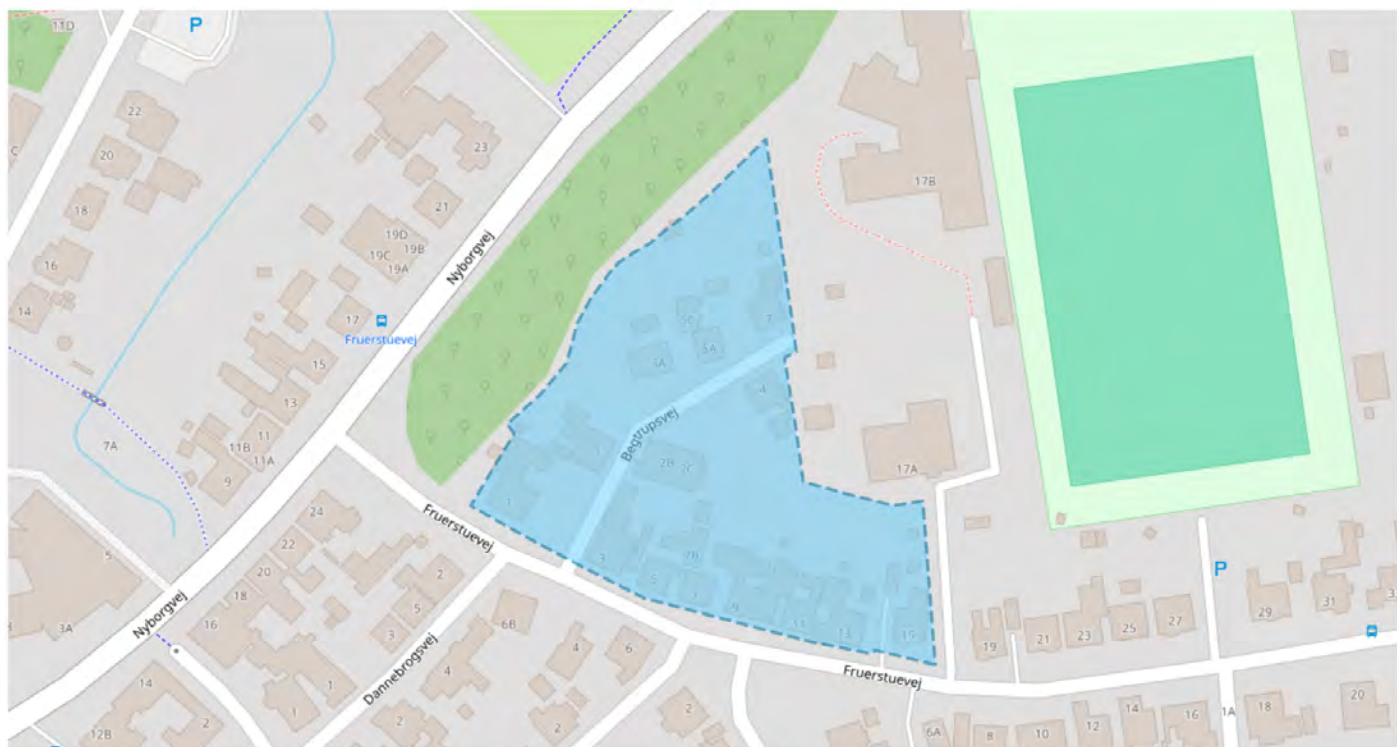 11D
P
22
20
18
16
14
C
23
21
19D
19B
19C
19A
17
Fruerstuevej
15
13
11
11B
11A
9
7A
5
3A
Nyborgvej
Nyborgvej
17B
17A
7
5C
5A
3A
4
Begtrupsvej
2B
2C
1
Fruerstuevej
3
5
7B
7
9
11
13
15
24
22
20
18
16
2
5
3
6B
4
6
4
1
1
2
2
2
Dannebrogsvej
14
12B
2
Fruerstuevej
19
21
23
25
27
P
29
31
3
6A
8
10
12
14
16
1A
18
20